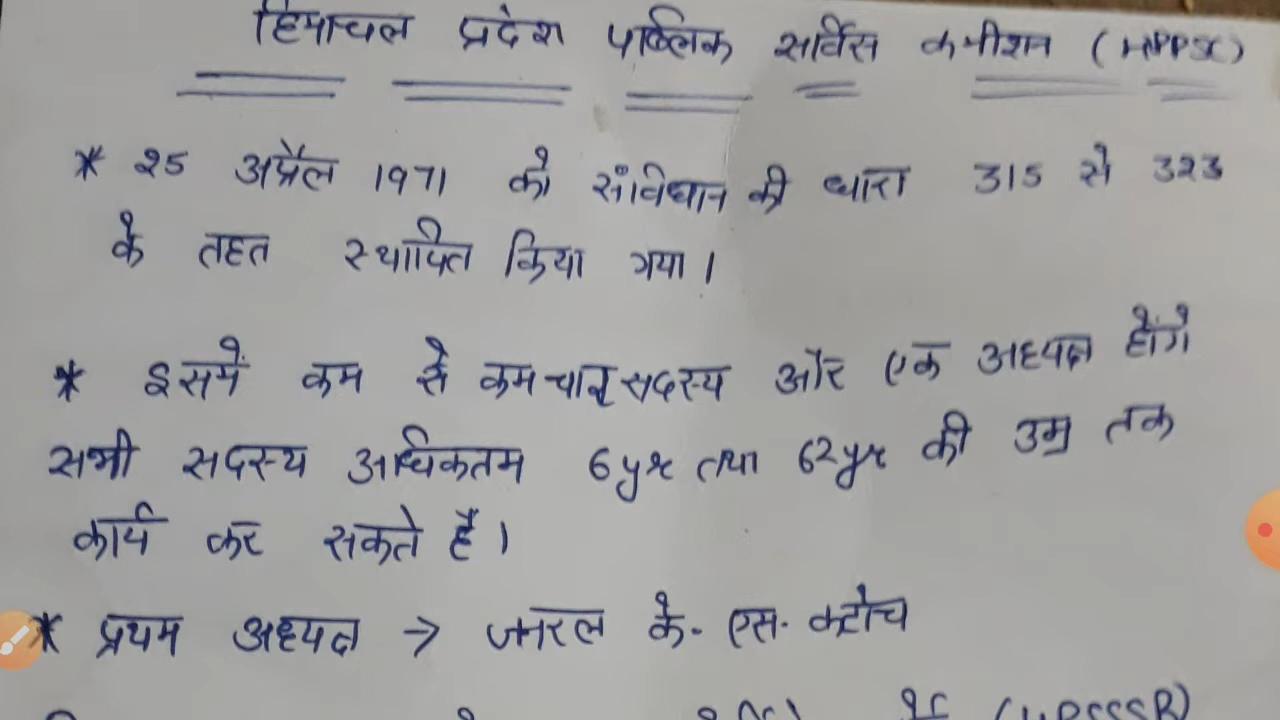 हिमाचल प्रदेश पब्लिक सर्विस कमीशन (HPPSC)
* 25 अप्रैल 1971 को संविधान की धारा 315 से 323
के तहत स्थापित किया गया।
* इसमें कम से कम चार सदस्य और एक अध्यक्ष होंगे
सभी सदस्य अधिकतम 6yr तथा 62yr की उम्र तक
कार्य कर सकते है।
* प्रथम अध्यक्ष → जनरल के. एस. कटोच